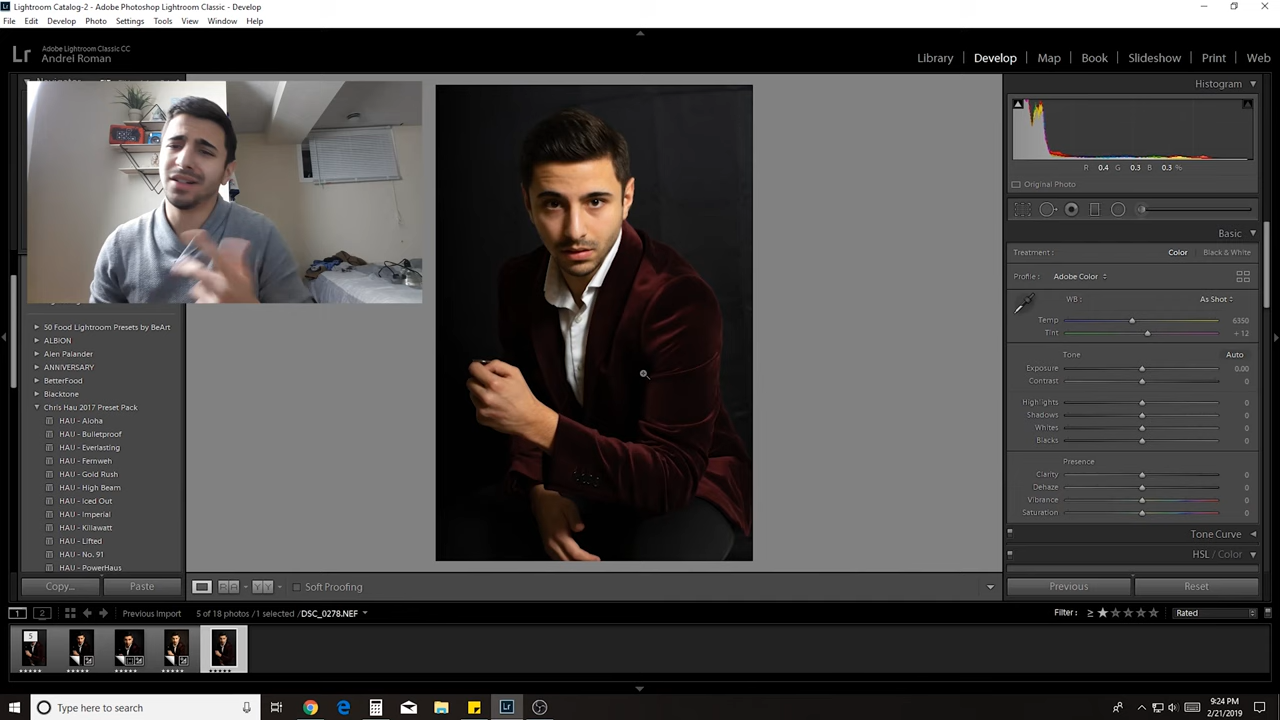 Lightroom Catalog-2 - Adobe Photoshop Lightroom Classic - Develop
File Edit Develop Photo Settings Tools View Window Help
Lr
Adobe Lightroom Classic CC
Andrei Roman
Library | Develop | Map | Book | Slideshow | Print | Web
Histogram
R 0.4 G 0.3 B 0.3 %
Original Photo
Basic
Treatment : Color Black & White
Profile : Adobe Color
WB : As Shot
Temp 6350
Tint + 12
Tone Auto
Exposure 0.00
Contrast 0
Highlights 0
Shadows 0
Whites 0
Blacks 0
Presence
Clarity 0
Dehaze 0
Vibrance 0
Saturation 0
Tone Curve
HSL / Color
Previous Reset
50 Food Lightroom Presets by BeArt
ALBION
Alen Palander
ANNIVERSARY
BetterFood
Blacktone
Chris Hau 2017 Preset Pack
HAU - Aloha
HAU - Bulletproof
HAU - Everlasting
HAU - Fernweh
HAU - Gold Rush
HAU - High Beam
HAU - Iced Out
HAU - Imperial
HAU - Killawatt
HAU - Lifted
HAU - No. 91
HAU - PowerHaus
Copy... Paste
Soft Proofing
1 2 Previous Import 5 of 18 photos /1 selected /DSC_0278.NEF
Filter : ≥ Rated
5
Type here to search
Lr
9:24 PM
2/21/2019